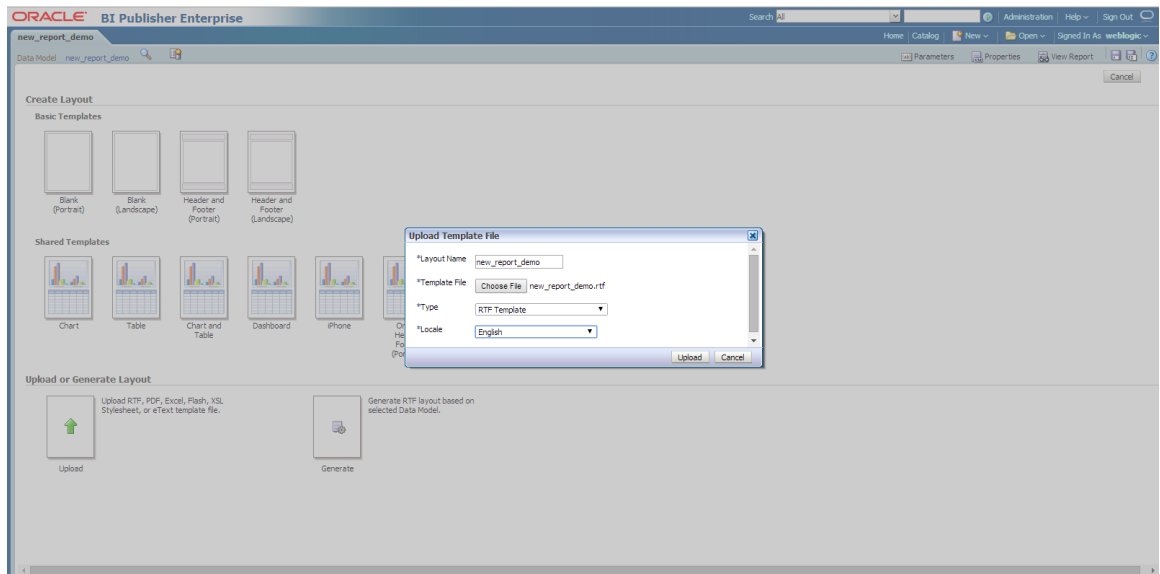 ORACLE BI Publisher Enterprise
Search All Administration Help Sign Out
new_report_demo
Home Catalog New Open Signed In As weblogic
Data Model new_report_demo
Parameters Properties View Report
Cancel
Create Layout
Basic Templates
Blank
(Portrait)
Blank
(Landscape)
Header and
Footer
(Portrait)
Header and
Footer
(Landscape)
Shared Templates
Chart
Table
Chart and
Table
Dashboard
iPhone
Upload Template File
*Layout Name new_report_demo
*Template File Choose File new_report_demo.rtf
*Type RTF Template
*Locale English
Upload Cancel
Upload or Generate Layout
Upload RTF, PDF, Excel, Flash, XSL
Stylesheet, or eText template file.
Upload
Generate RTF layout based on
selected Data Model.
Generate